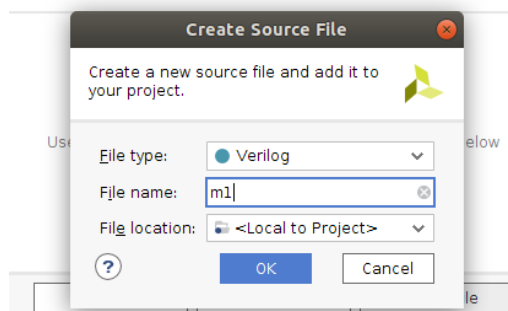 Create Source File
Create a new source file and add it to
your project.
Use
elow
File type:
Verilog
File name:
m1
File location:
<Local to Project>
?
OK
Cancel
le